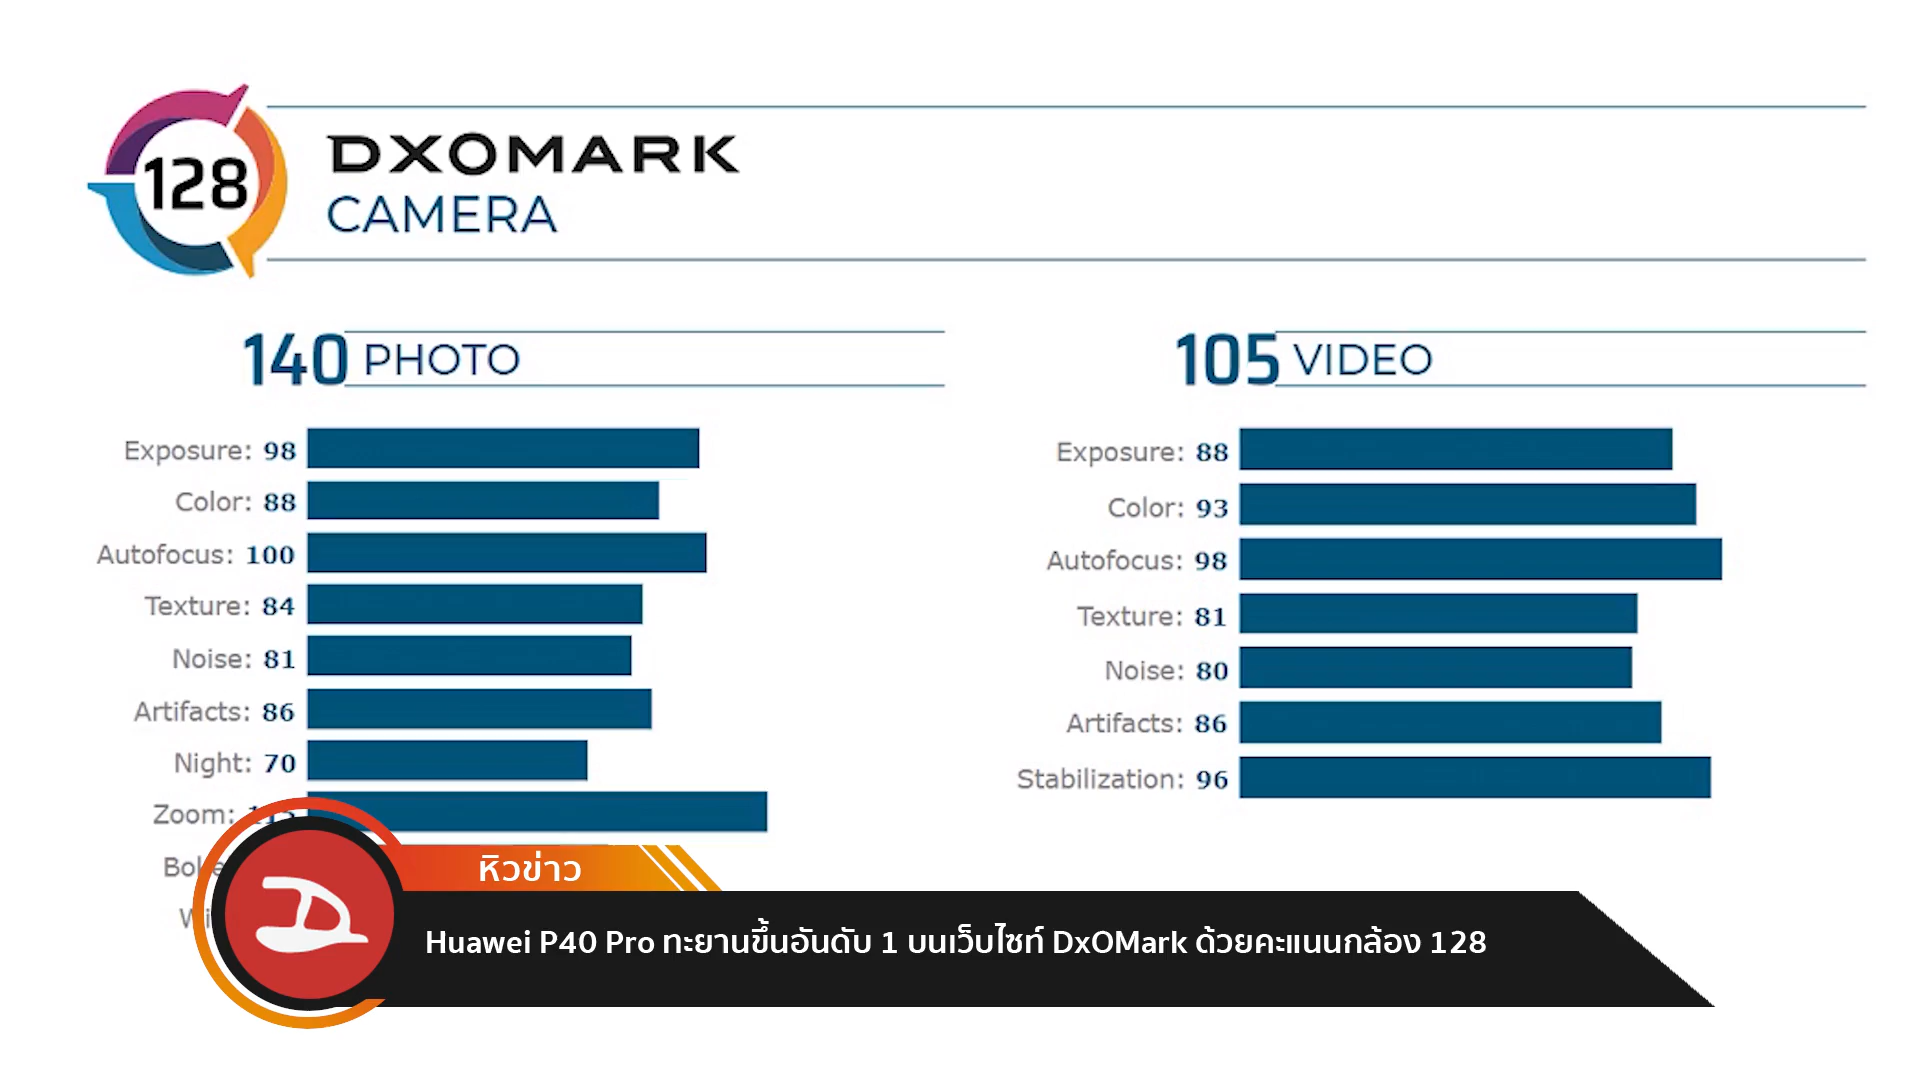 128
DXOMARK
CAMERA
140 PHOTO
Exposure: 98
Color: 88
Autofocus: 100
Texture: 84
Noise: 81
Artifacts: 86
Night: 70
Zoom:
105 VIDEO
Exposure: 88
Color: 93
Autofocus: 98
Texture: 81
Noise: 80
Artifacts: 86
Stabilization: 96
หิวข่าว
Huawei P40 Pro ทะยานขึ้นอันดับ 1 บนเว็บไซท์ DxOMark ด้วยคะแนนกล้อง 128